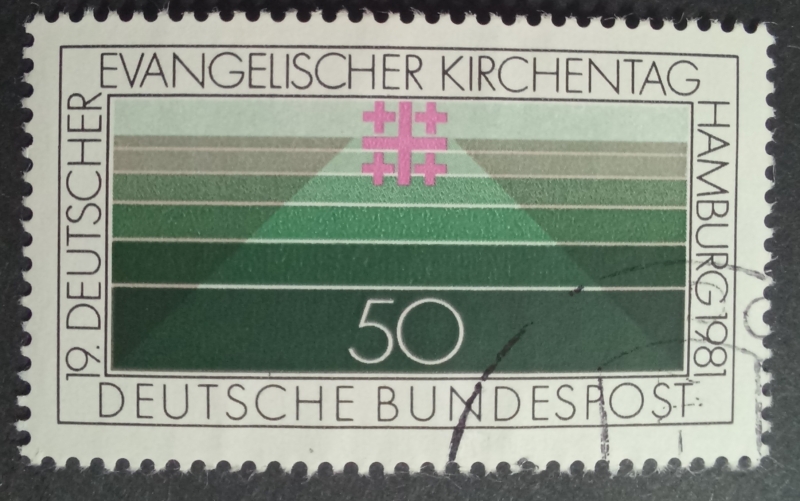 19. DEUTSCHER
EVANGELISCHER KIRCHENTAG
HAMBURG 1981
50
DEUTSCHE BUNDESPOST